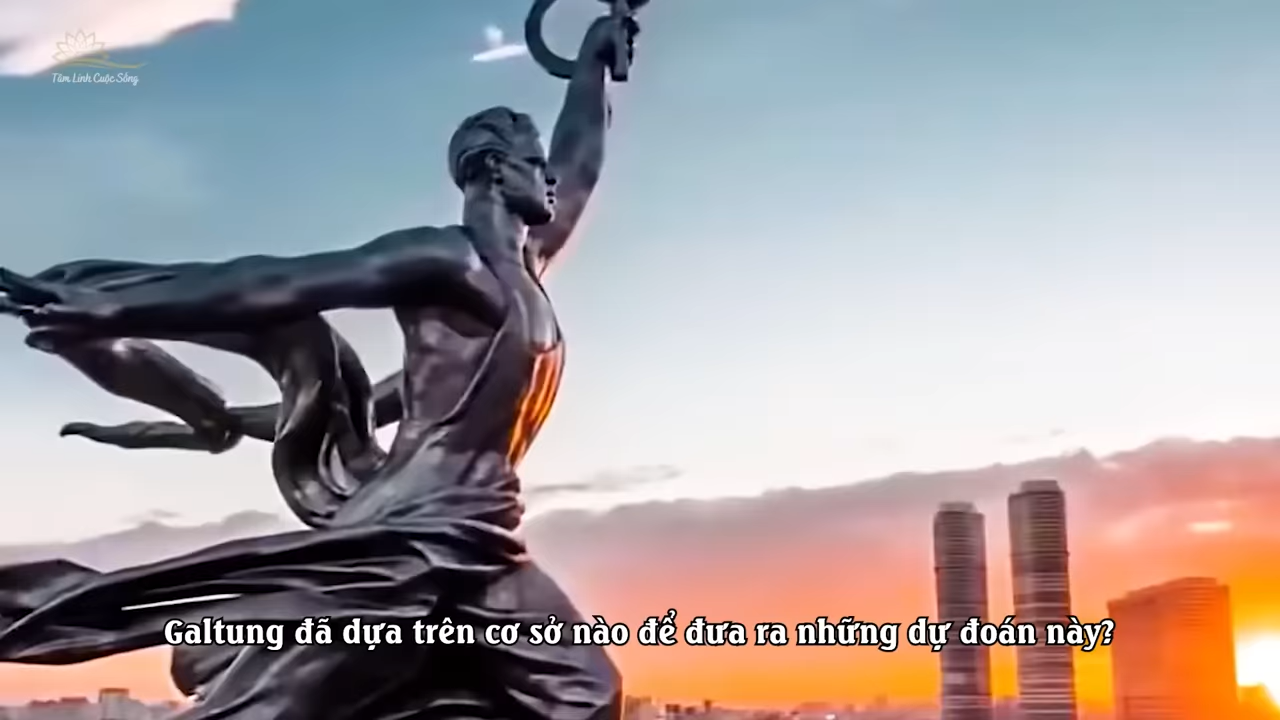 Tâm Linh Cuộc Sống
Galtung đã dựa trên cơ sở nào để đưa ra những dự đoán này?